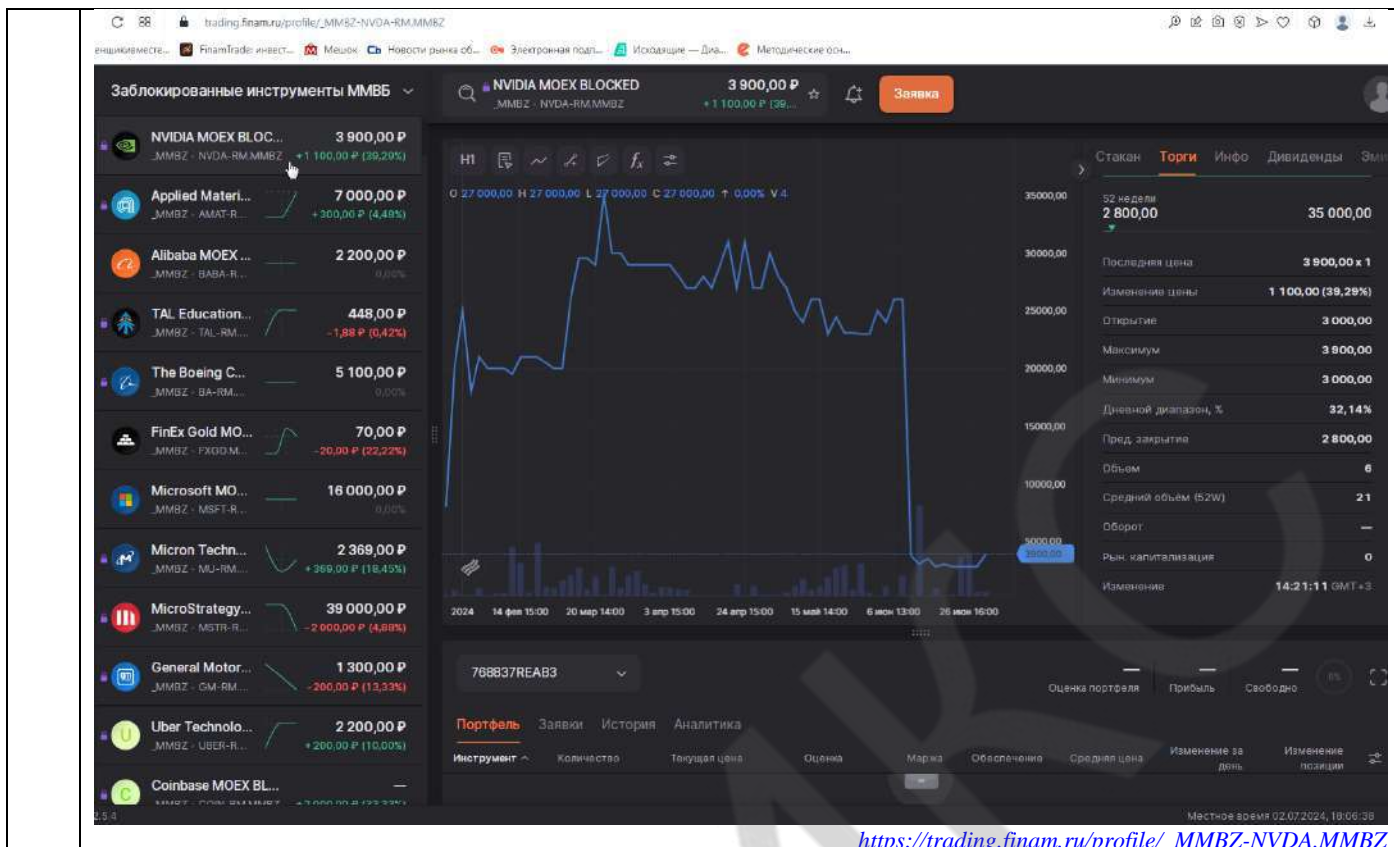 trading.finam.ru/profile/_MMBZ-NVDA-RM.MMBZ
FinamTrade: инвест... Мешок Новости рынка об... Электронная подп... Исходящие — Диа... Методические осн...
Заблокированные инструменты ММВБ
NVIDIA MOEX BLOCKED 3 900,00 ₽
_MMBZ - NVDA-RM.MMBZ +1 100,00 ₽ (39...
Заявка
NVIDIA MOEX BLOC... 3 900,00 ₽
_MMBZ - NVDA-RM.MMBZ +1 100,00 ₽ (39,29%)
Applied Materi... 7 000,00 ₽
_MMBZ - AMAT-R... +300,00 ₽ (4,48%)
Alibaba MOEX ... 2 200,00 ₽
_MMBZ - BABA-R... 0,00%
TAL Education... 448,00 ₽
_MMBZ - TAL-RM.... -1,88 ₽ (0,42%)
The Boeing C... 5 100,00 ₽
_MMBZ - BA-RM.... 0,00%
FinEx Gold MO... 70,00 ₽
_MMBZ - FXGD.M... -20,00 ₽ (22,22%)
Microsoft MO... 16 000,00 ₽
_MMBZ - MSFT-R... 0,00%
Micron Techn... 2 369,00 ₽
_MMBZ - MU-RM.... +369,00 ₽ (18,45%)
MicroStrategy... 39 000,00 ₽
_MMBZ - MSTR-R... -2 000,00 ₽ (4,88%)
General Motor... 1 300,00 ₽
_MMBZ - GM-RM.... -200,00 ₽ (13,33%)
Uber Technolo... 2 200,00 ₽
_MMBZ - UBER-R... +200,00 ₽ (10,00%)
Coinbase MOEX BL... —
H1
O 27 000,00 H 27 000,00 L 27 000,00 C 27 000,00 ↑ 0,00% V 4
35000,00
30000,00
25000,00
20000,00
15000,00
10000,00
5000,00
3900,00
2024 14 фев 15:00 20 мар 14:00 3 апр 15:00 24 апр 15:00 15 май 14:00 6 июн 13:00 26 июн 16:00
Стакан Торги Инфо Дивиденды Эми
52 недели
2 800,00 35 000,00
Последняя цена 3 900,00 x 1
Изменение цены 1 100,00 (39,29%)
Открытие 3 000,00
Максимум 3 900,00
Минимум 3 000,00
Дневной диапазон, % 32,14%
Пред. закрытие 2 800,00
Объем 6
Средний объём (52W) 21
Оборот —
Рын. капитализация 0
Изменение 14:21:11 GMT+3
768837REAB3
Оценка портфеля Прибыль Свободно
Портфель Заявки История Аналитика
Инструмент Количество Текущая цена Оценка Маржа Обеспечение Средняя цена Изменение за день Изменение позиции
Местное время 02.07.2024, 18:06:38
https://trading.finam.ru/profile/_MMBZ-NVDA.MMBZ